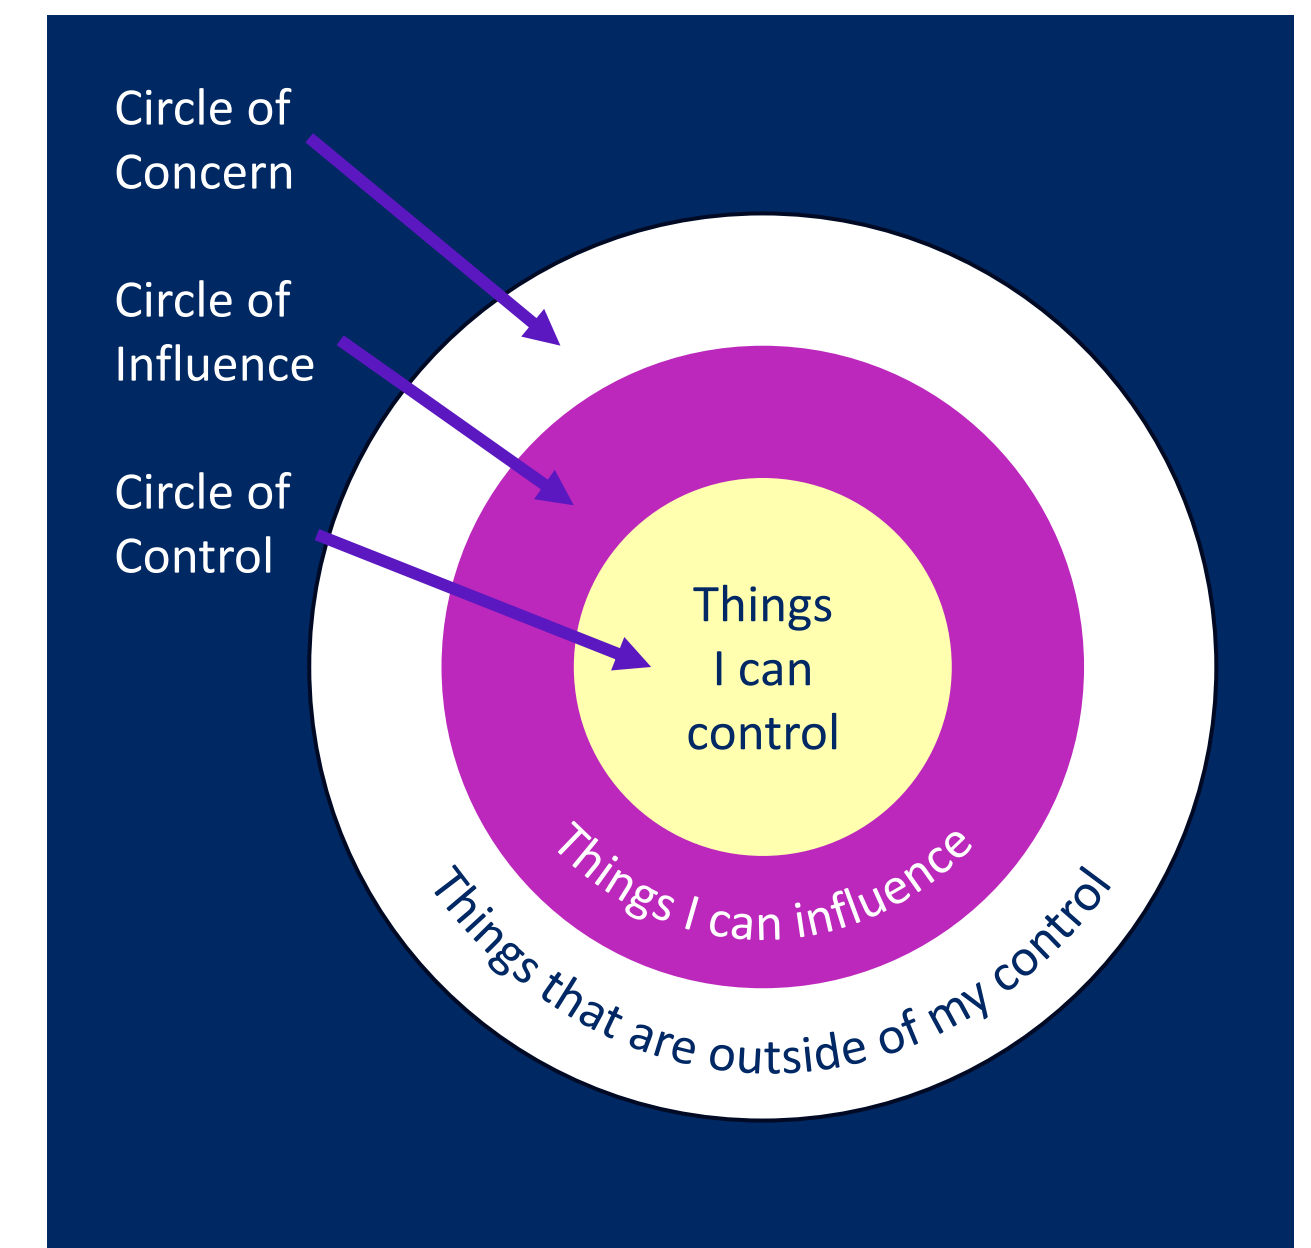 Circle of
Concern
Circle of
Influence
Circle of
Control
Things
I can
control
Things I can influence
Things that are outside of my control